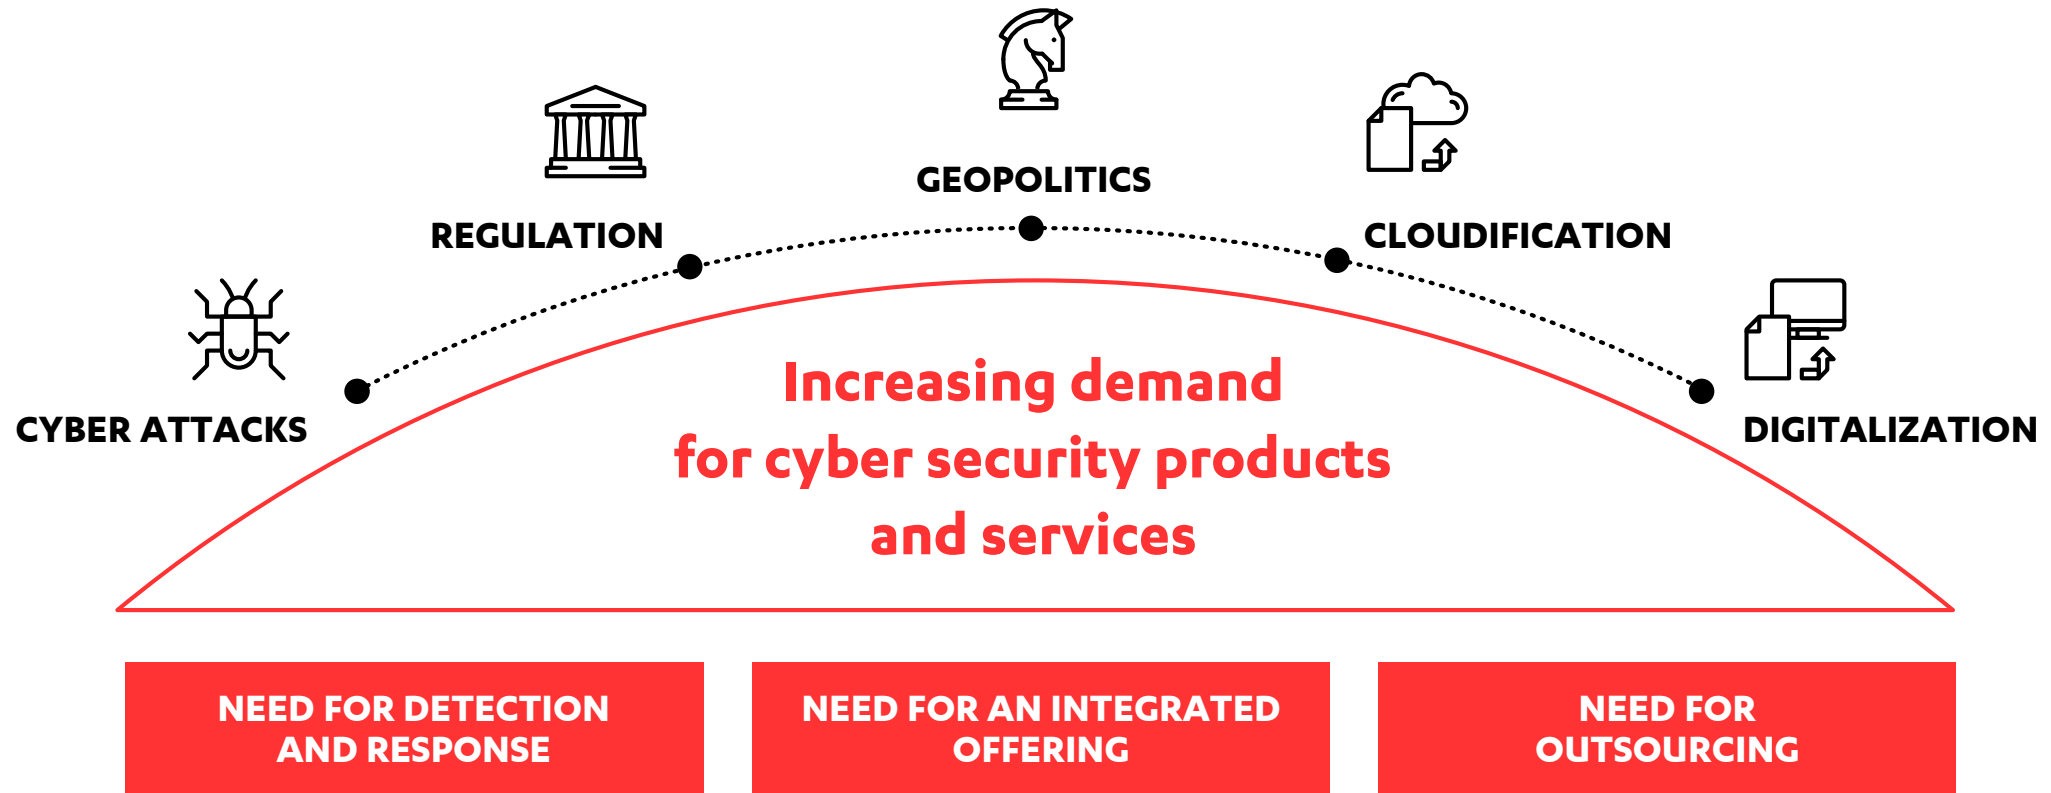 GEOPOLITICS
REGULATION
CLOUDIFICATION
CYBER ATTACKS
DIGITALIZATION
Increasing demand
for cyber security products
and services
NEED FOR DETECTION
AND RESPONSE
NEED FOR AN INTEGRATED
OFFERING
NEED FOR
OUTSOURCING